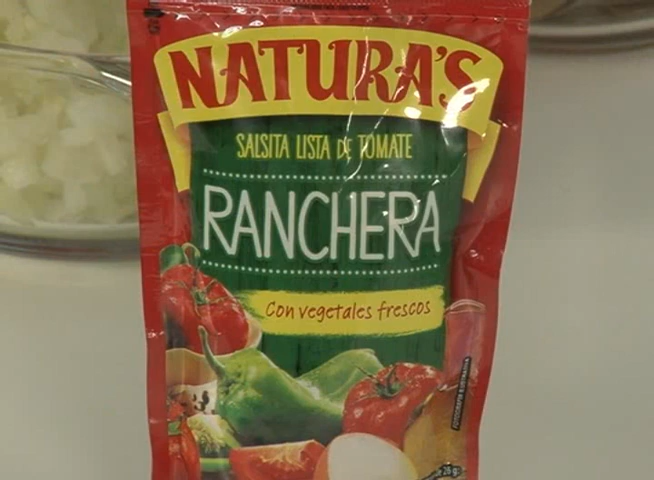 NATURA'S
SALSITA LISTA DE TOMATE
RANCHERA
Con vegetales frescos